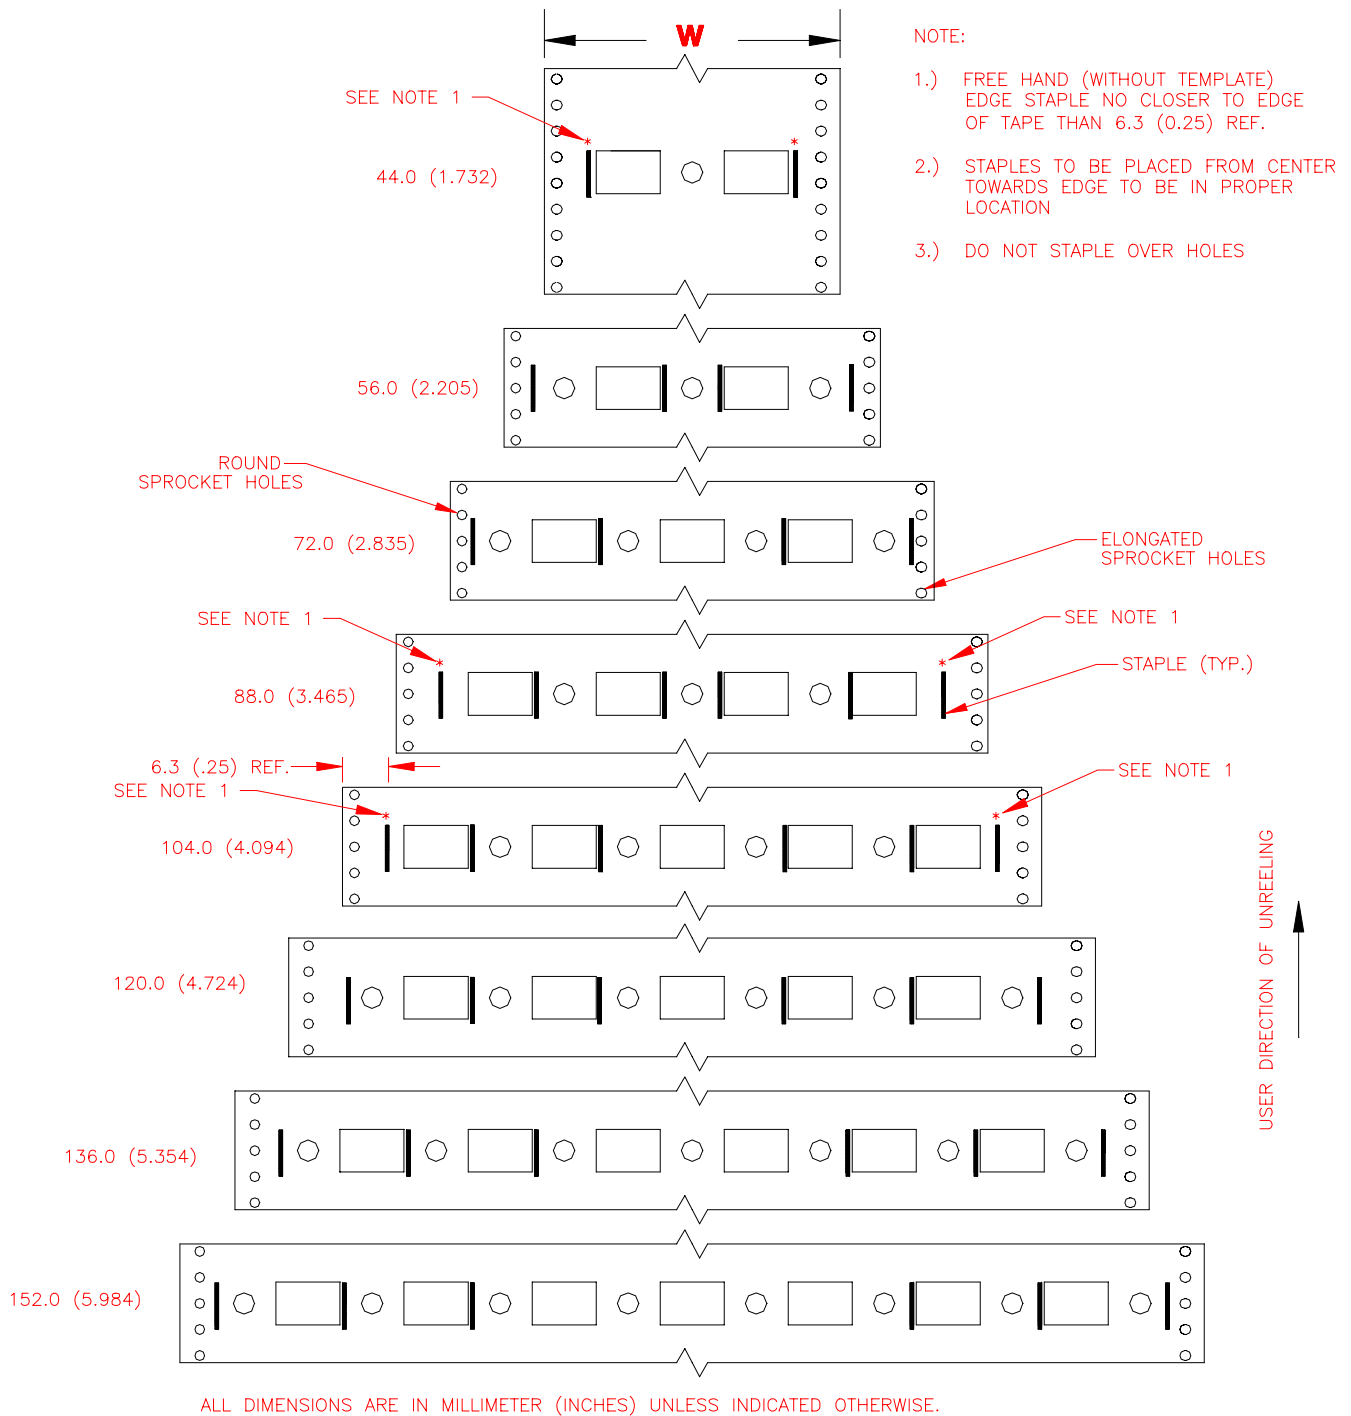 W
NOTE:
1.) FREE HAND (WITHOUT TEMPLATE)
EDGE STAPLE NO CLOSER TO EDGE
OF TAPE THAN 6.3 (0.25) REF.
2.) STAPLES TO BE PLACED FROM CENTER
TOWARDS EDGE TO BE IN PROPER
LOCATION
3.) DO NOT STAPLE OVER HOLES
SEE NOTE 1
*
*
44.0 (1.732)
56.0 (2.205)
ROUND
SPROCKET HOLES
72.0 (2.835)
ELONGATED
SPROCKET HOLES
SEE NOTE 1
SEE NOTE 1
*
*
STAPLE (TYP.)
88.0 (3.465)
6.3 (.25) REF.
SEE NOTE 1
SEE NOTE 1
*
*
104.0 (4.094)
USER DIRECTION OF UNREELING
120.0 (4.724)
136.0 (5.354)
152.0 (5.984)
ALL DIMENSIONS ARE IN MILLIMETER (INCHES) UNLESS INDICATED OTHERWISE.